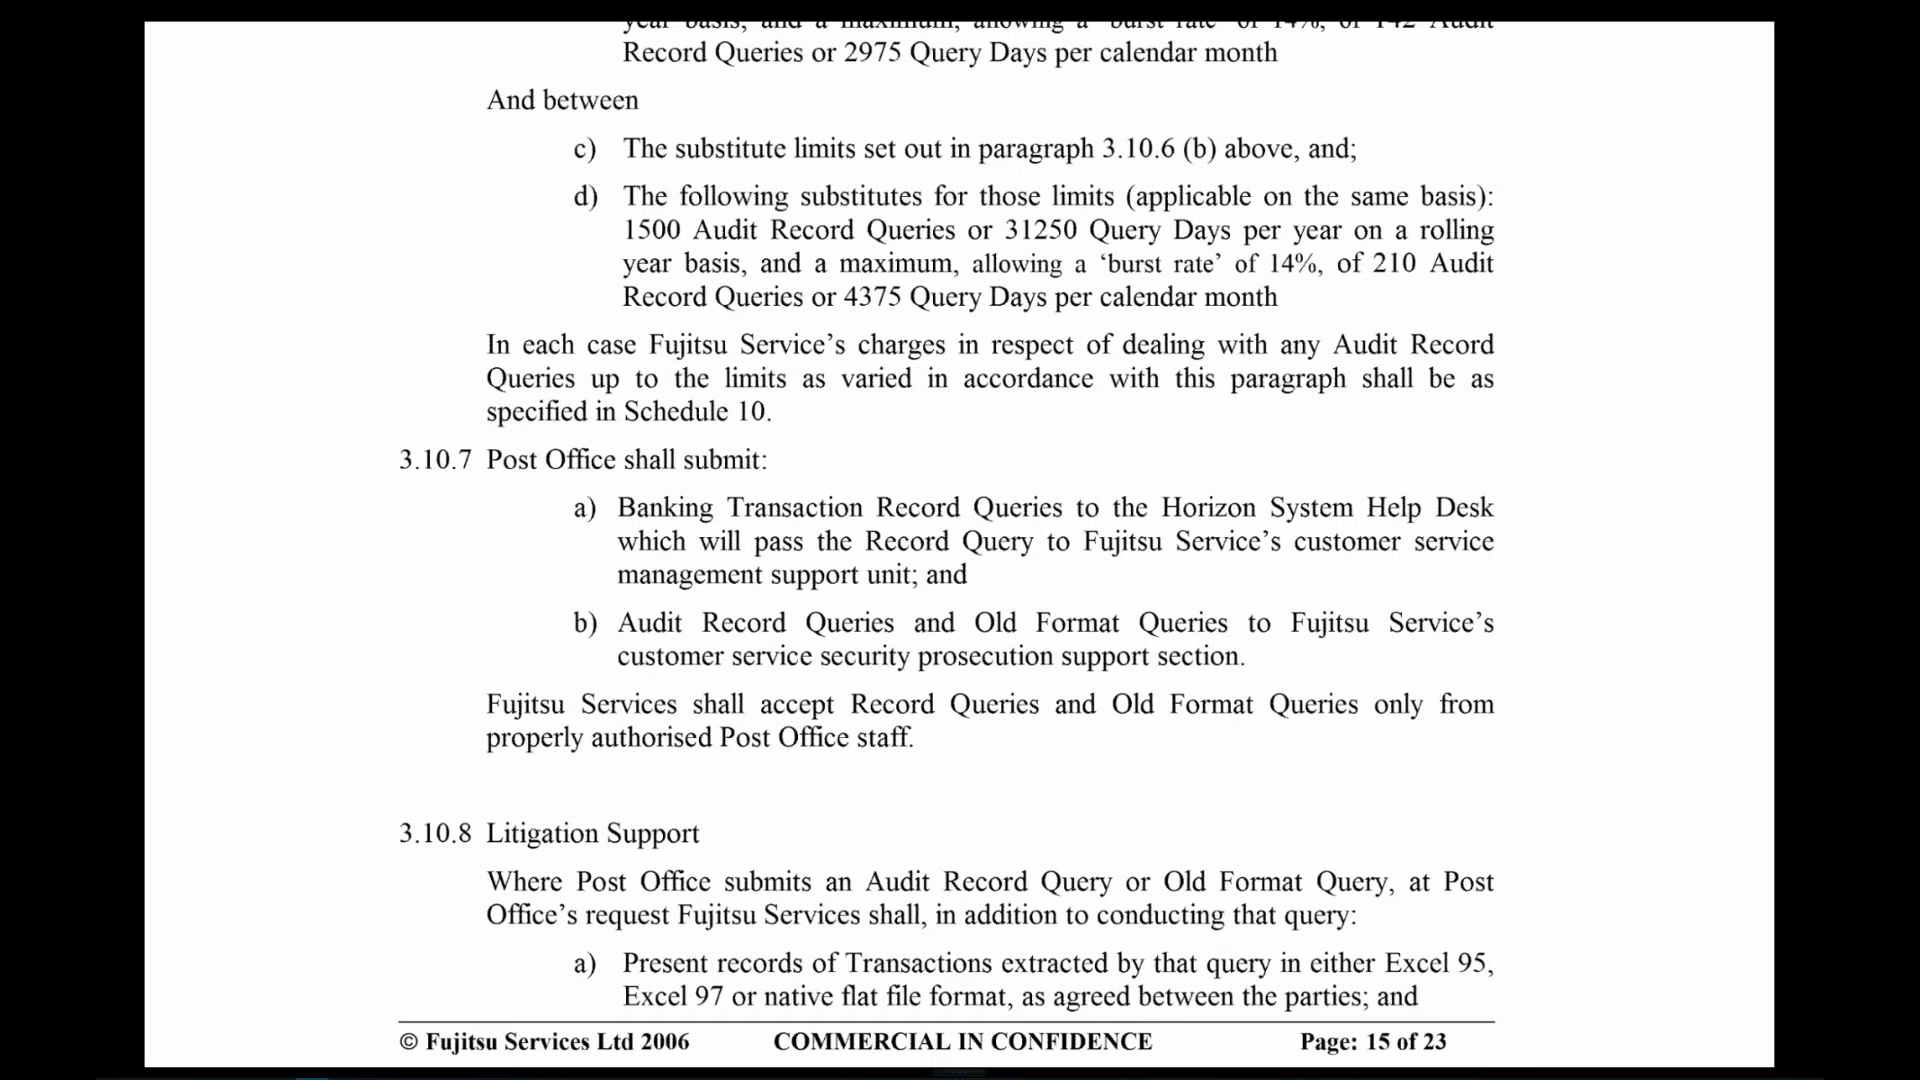 year basis, and a maximum, allowing a ‘burst rate’ of 14%, of 142 Audit
Record Queries or 2975 Query Days per calendar month
And between
c) The substitute limits set out in paragraph 3.10.6 (b) above, and;
d) The following substitutes for those limits (applicable on the same basis):
1500 Audit Record Queries or 31250 Query Days per year on a rolling
year basis, and a maximum, allowing a ‘burst rate’ of 14%, of 210 Audit
Record Queries or 4375 Query Days per calendar month
In each case Fujitsu Service’s charges in respect of dealing with any Audit Record
Queries up to the limits as varied in accordance with this paragraph shall be as
specified in Schedule 10.
3.10.7 Post Office shall submit:
a) Banking Transaction Record Queries to the Horizon System Help Desk
which will pass the Record Query to Fujitsu Service’s customer service
management support unit; and
b) Audit Record Queries and Old Format Queries to Fujitsu Service’s
customer service security prosecution support section.
Fujitsu Services shall accept Record Queries and Old Format Queries only from
properly authorised Post Office staff.
3.10.8 Litigation Support
Where Post Office submits an Audit Record Query or Old Format Query, at Post
Office’s request Fujitsu Services shall, in addition to conducting that query:
a) Present records of Transactions extracted by that query in either Excel 95,
Excel 97 or native flat file format, as agreed between the parties; and
© Fujitsu Services Ltd 2006 COMMERCIAL IN CONFIDENCE Page: 15 of 23